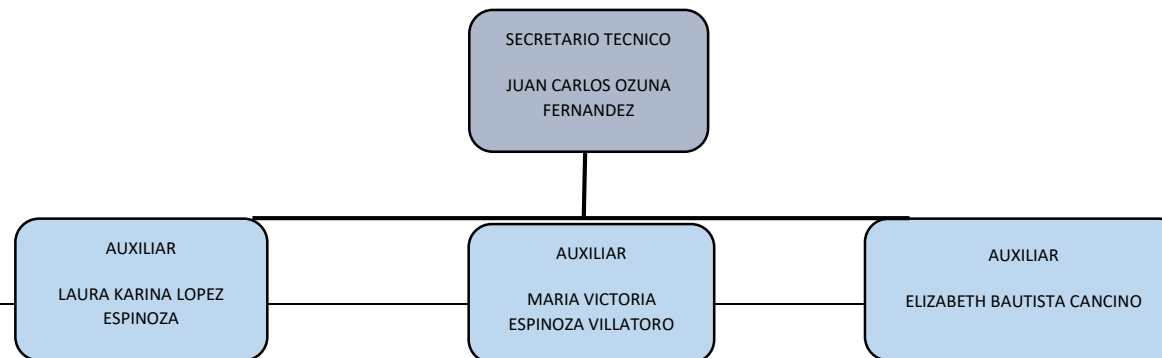 SECRETARIO TECNICO
JUAN CARLOS OZUNA
FERNANDEZ
AUXILIAR
LAURA KARINA LOPEZ
ESPINOZA
AUXILIAR
MARIA VICTORIA
ESPINOZA VILLATORO
AUXILIAR
ELIZABETH BAUTISTA CANCINO